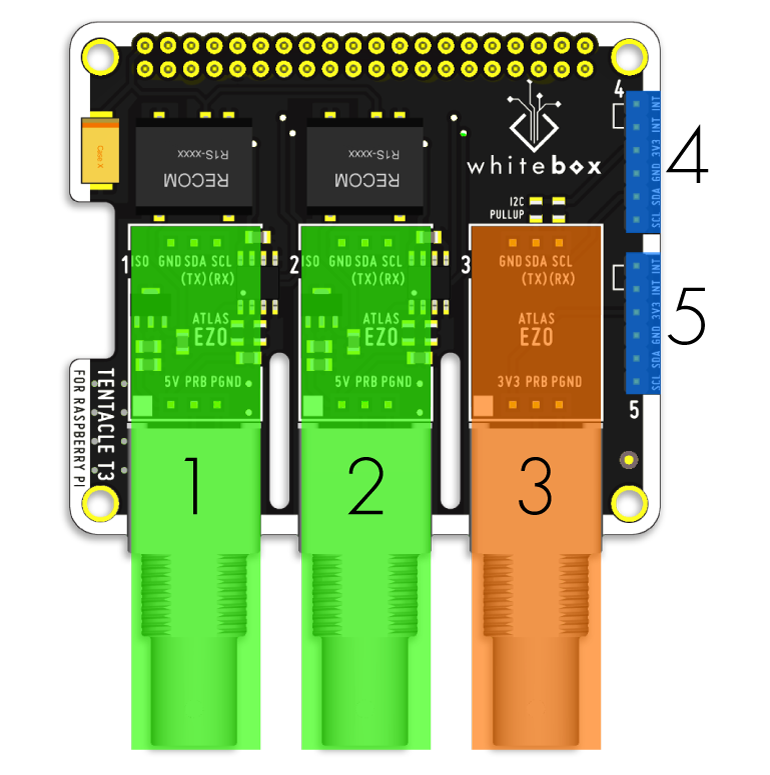 4
INT INT
3V3
GND
SDA
SCL
4
Case X
R1S-xxxx
RECOM
R1S-xxxx
RECOM
whitebox
I2C
PULLUP
1
ISO GND SDA SCL
(TX)(RX)
ATLAS
EZO
5V PRB PGND
2
ISO GND SDA SCL
(TX)(RX)
ATLAS
EZO
5V PRB PGND
3
GND SDA SCL
(TX)(RX)
ATLAS
EZO
3V3 PRB PGND
INT INT
3V3
GND
SDA
SCL
5
5
TENTACLE T3
FOR RASPBERRY PI
1
2
3